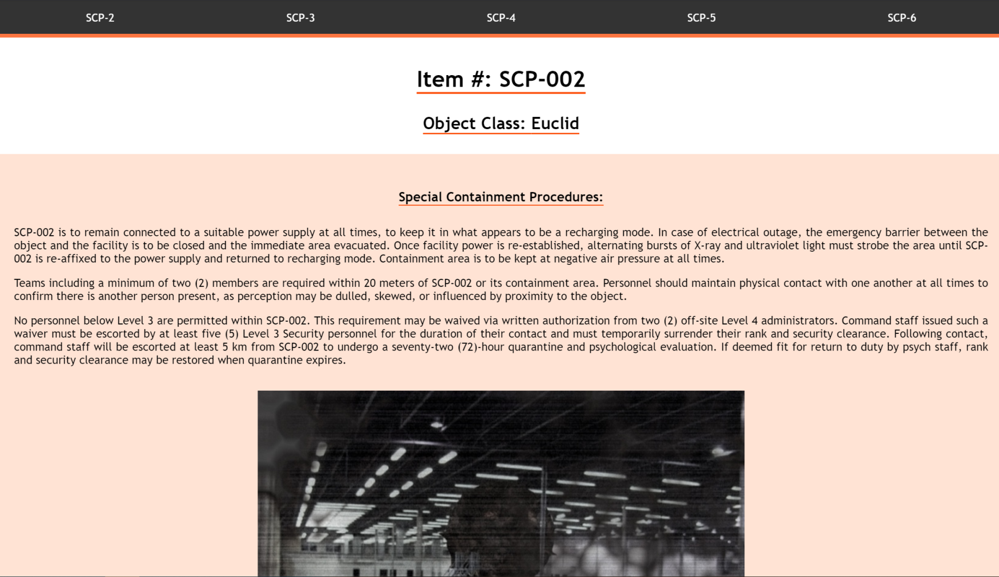 SCP-2
SCP-3
SCP-4
SCP-5
SCP-6
Item #: SCP-002
Object Class: Euclid
Special Containment Procedures:
SCP-002 is to remain connected to a suitable power supply at all times, to keep it in what appears to be a recharging mode. In case of electrical outage, the emergency barrier between the
object and the facility is to be closed and the immediate area evacuated. Once facility power is re-established, alternating bursts of X-ray and ultraviolet light must strobe the area until SCP-
002 is re-affixed to the power supply and returned to recharging mode. Containment area is to be kept at negative air pressure at all times.
Teams including a minimum of two (2) members are required within 20 meters of SCP-002 or its containment area. Personnel should maintain physical contact with one another at all times to
confirm there is another person present, as perception may be dulled, skewed, or influenced by proximity to the object.
No personnel below Level 3 are permitted within SCP-002. This requirement may be waived via written authorization from two (2) off-site Level 4 administrators. Command staff issued such a
waiver must be escorted by at least five (5) Level 3 Security personnel for the duration of their contact and must temporarily surrender their rank and security clearance. Following contact,
command staff will be escorted at least 5 km from SCP-002 to undergo a seventy-two (72)-hour quarantine and psychological evaluation. If deemed fit for return to duty by psych staff, rank
and security clearance may be restored when quarantine expires.